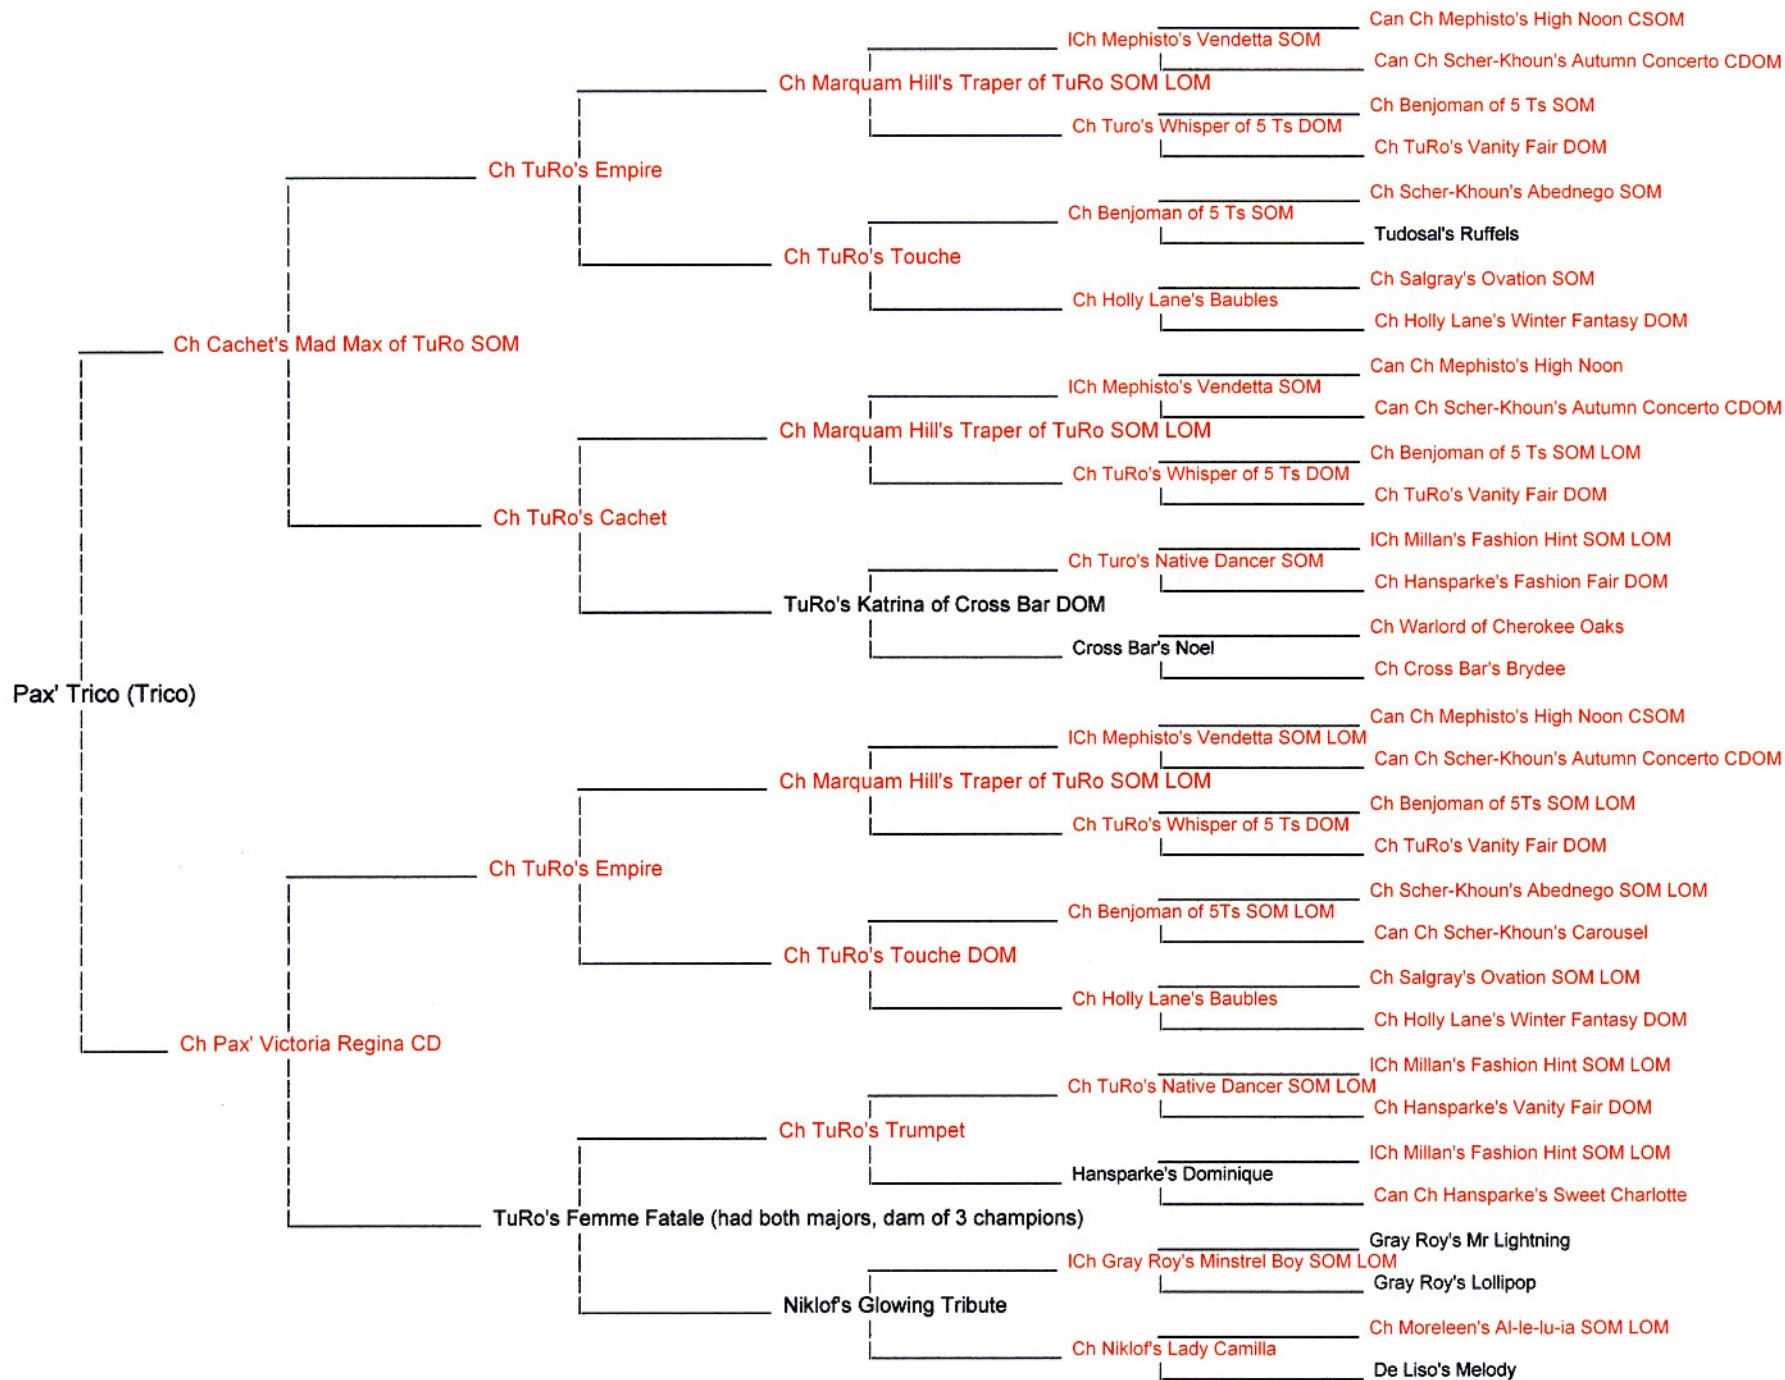 Can Ch Mephisto's High Noon CSOM
ICh Mephisto's Vendetta SOM
Can Ch Scher-Khoun's Autumn Concerto CDOM
Ch Marquam Hill's Traper of TuRo SOM LOM
Ch Benjoman of 5 Ts SOM
Ch Turo's Whisper of 5 Ts DOM
Ch TuRo's Vanity Fair DOM
Ch TuRo's Empire
Ch Scher-Khoun's Abednego SOM
Ch Benjoman of 5 Ts SOM
Tudosal's Ruffels
Ch TuRo's Touche
Ch Salgray's Ovation SOM
Ch Holly Lane's Baubles
Ch Holly Lane's Winter Fantasy DOM
Ch Cachet's Mad Max of TuRo SOM
Can Ch Mephisto's High Noon
ICh Mephisto's Vendetta SOM
Can Ch Scher-Khoun's Autumn Concerto CDOM
Ch Marquam Hill's Traper of TuRo SOM LOM
Ch Benjoman of 5 Ts SOM LOM
Ch TuRo's Whisper of 5 Ts DOM
Ch TuRo's Vanity Fair DOM
Ch TuRo's Cachet
ICh Millan's Fashion Hint SOM LOM
Ch Turo's Native Dancer SOM
Ch Hansparke's Fashion Fair DOM
TuRo's Katrina of Cross Bar DOM
Ch Warlord of Cherokee Oaks
Cross Bar's Noel
Ch Cross Bar's Brydee
Pax' Trico (Trico)
Can Ch Mephisto's High Noon CSOM
ICh Mephisto's Vendetta SOM LOM
Can Ch Scher-Khoun's Autumn Concerto CDOM
Ch Marquam Hill's Traper of TuRo SOM LOM
Ch Benjoman of 5Ts SOM LOM
Ch TuRo's Whisper of 5 Ts DOM
Ch TuRo's Vanity Fair DOM
Ch TuRo's Empire
Ch Scher-Khoun's Abednego SOM LOM
Ch Benjoman of 5Ts SOM LOM
Can Ch Scher-Khoun's Carousel
Ch TuRo's Touche DOM
Ch Salgray's Ovation SOM LOM
Ch Holly Lane's Baubles
Ch Holly Lane's Winter Fantasy DOM
Ch Pax' Victoria Regina CD
ICh Millan's Fashion Hint SOM LOM
Ch TuRo's Native Dancer SOM LOM
Ch Hansparke's Vanity Fair DOM
Ch TuRo's Trumpet
ICh Millan's Fashion Hint SOM LOM
Hansparke's Dominique
Can Ch Hansparke's Sweet Charlotte
TuRo's Femme Fatale (had both majors, dam of 3 champions)
Gray Roy's Mr Lightning
ICh Gray Roy's Minstrel Boy SOM LOM
Gray Roy's Lollipop
Niklof's Glowing Tribute
Ch Moreleen's Al-le-lu-ia SOM LOM
Ch Niklof's Lady Camilla
De Liso's Melody